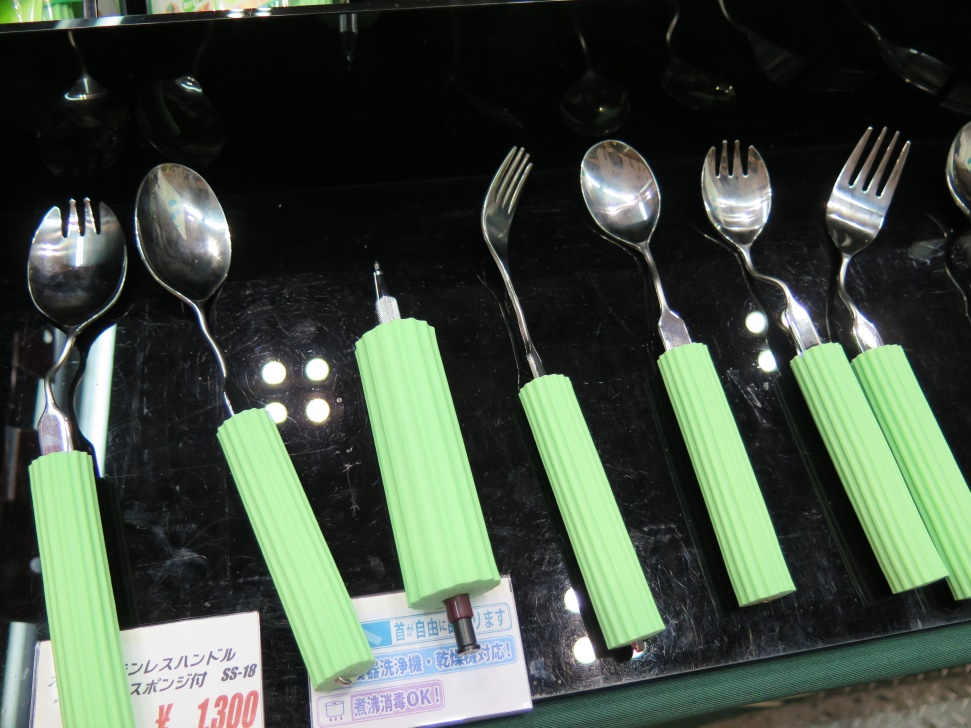 ンレスハンドル
スポンジ付 SS-18
¥ 1,300
首が自由に ります
器洗浄機・乾燥機対応!
煮沸消毒OK!